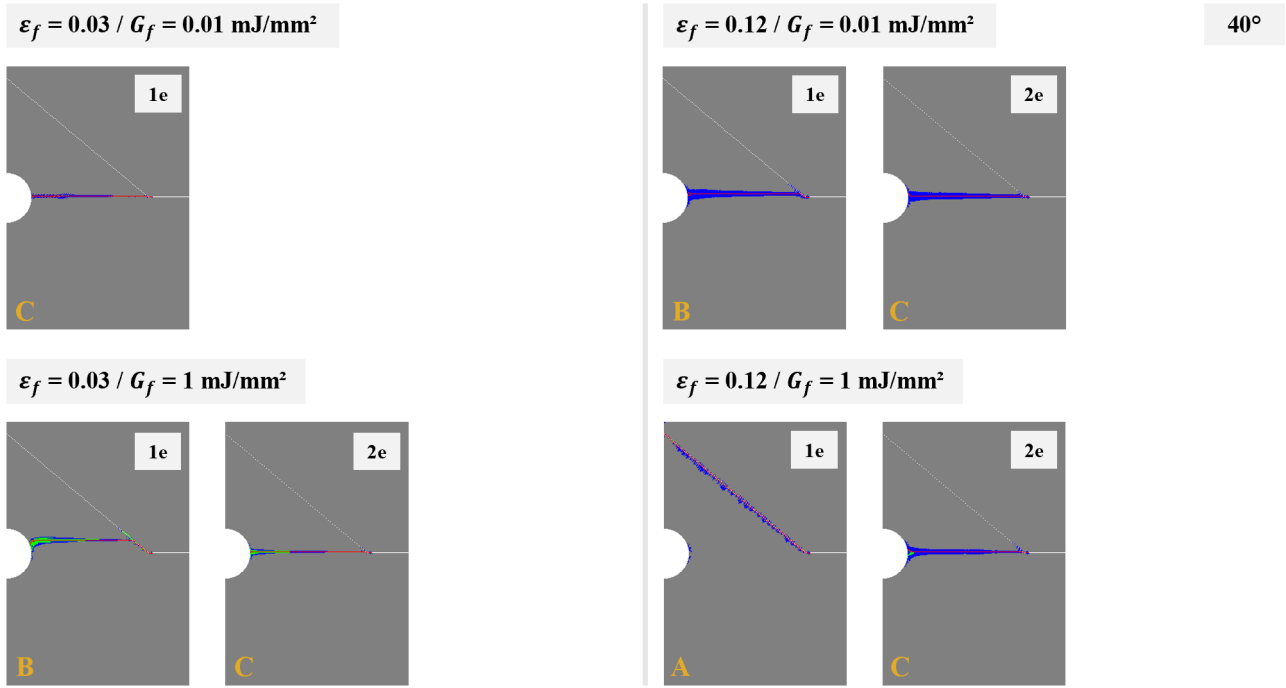 εf = 0.03 / Gf = 0.01 mJ/mm²
1e
C
εf = 0.12 / Gf = 0.01 mJ/mm²
40°
1e
B
2e
C
εf = 0.03 / Gf = 1 mJ/mm²
1e
B
2e
C
εf = 0.12 / Gf = 1 mJ/mm²
1e
A
2e
C